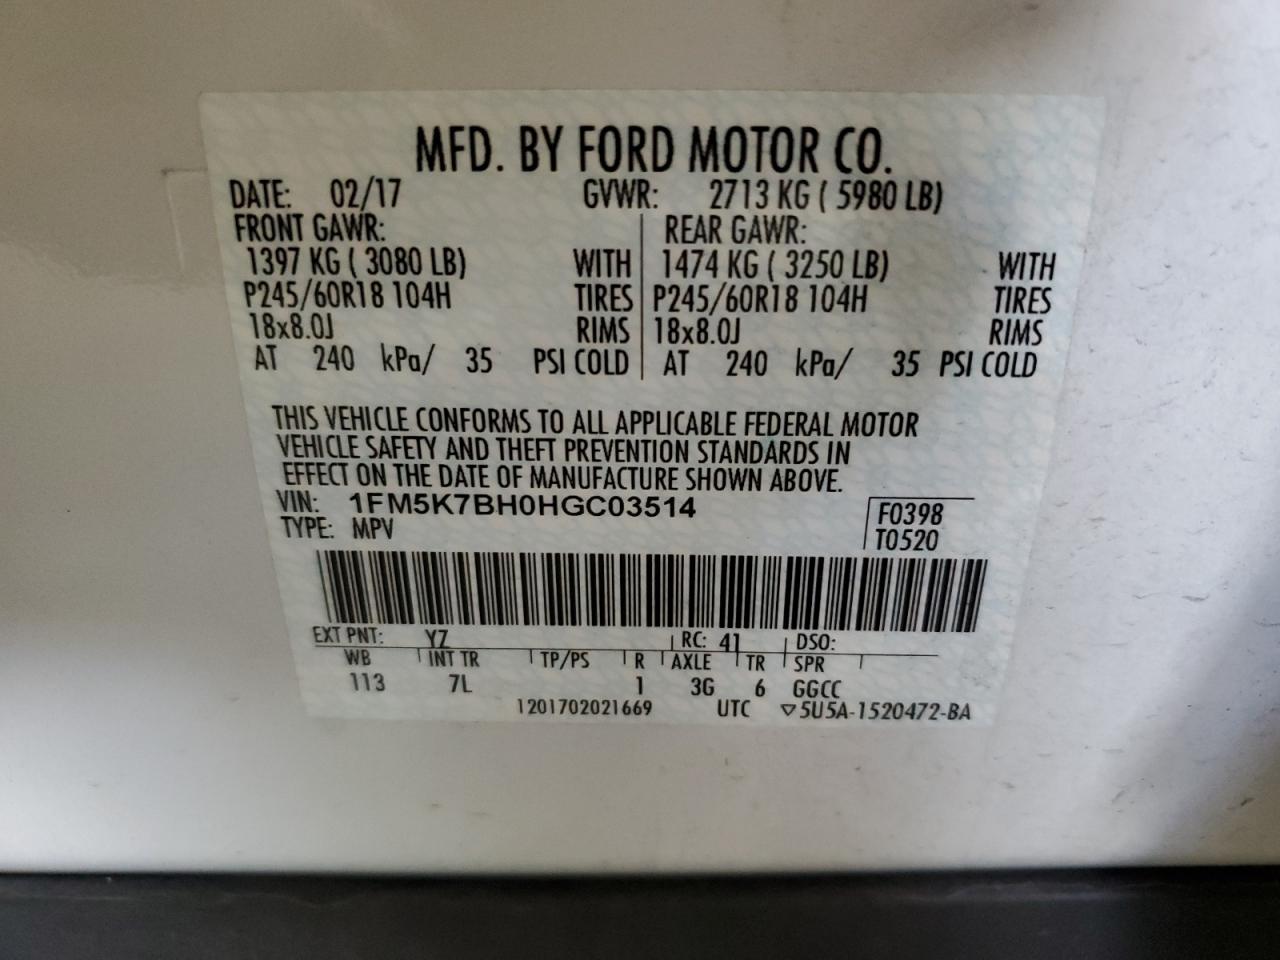 MFD. BY FORD MOTOR CO.
DATE: 02/17 GVWR: 2713 KG ( 5980 LB)
FRONT GAWR: REAR GAWR:
1397 KG ( 3080 LB) WITH 1474 KG ( 3250 LB) WITH
P245/60R18 104H TIRES P245/60R18 104H TIRES
18x8.0J RIMS 18x8.0J RIMS
AT 240 kPa/ 35 PSI COLD AT 240 kPa/ 35 PSI COLD
THIS VEHICLE CONFORMS TO ALL APPLICABLE FEDERAL MOTOR
VEHICLE SAFETY AND THEFT PREVENTION STANDARDS IN
EFFECT ON THE DATE OF MANUFACTURE SHOWN ABOVE.
VIN: 1FM5K7BH0HGC03514 F0398
TYPE: MPV T0520
EXT PNT: YZ RC: 41 DSO:
WB INT TR TP/PS R AXLE TR SPR
113 7L 1 3G 6 GGCC
1201702021669 UTC ▽5U5A-1520472-BA